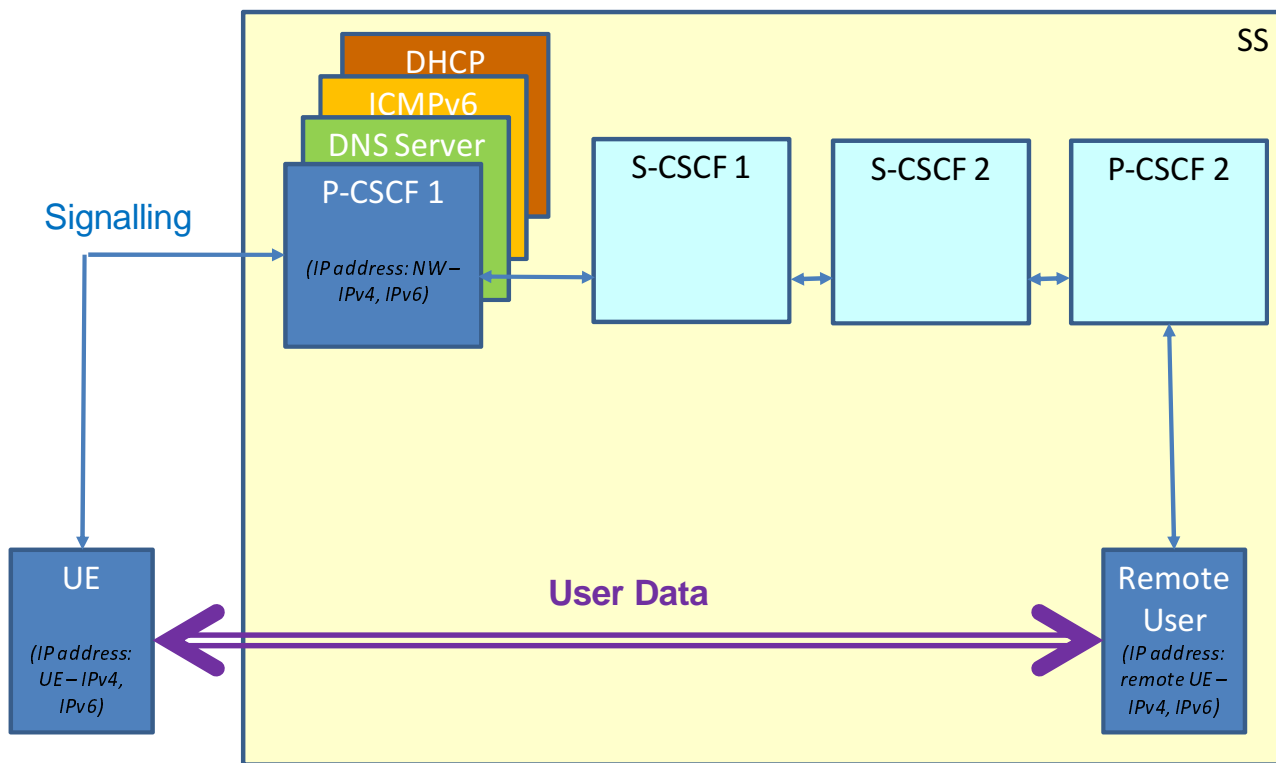 SS
DHCP
ICMPv6
DNS Server
P-CSCF 1
(IP address: NW –
IPv4, IPv6)
S-CSCF 1
S-CSCF 2
P-CSCF 2
Signalling
UE
(IP address:
UE – IPv4,
IPv6)
User Data
Remote
User
(IP address:
remote UE –
IPv4, IPv6)